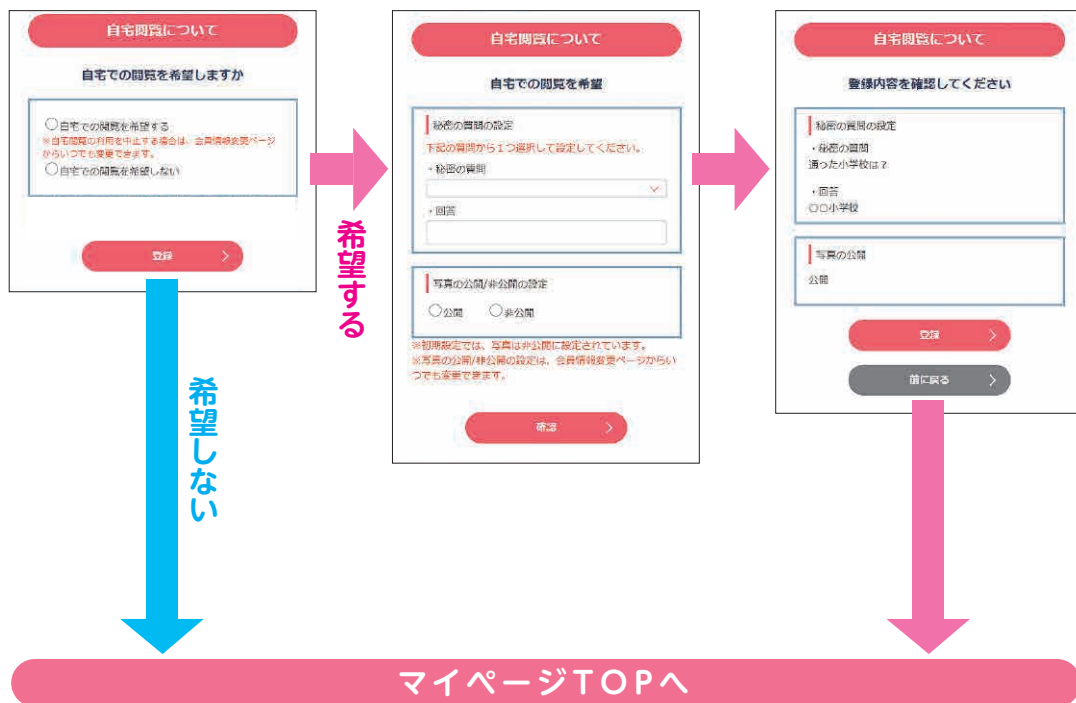 自宅閲覧について
自宅での閲覧を希望しますか
○自宅での閲覧を希望する
※自宅閲覧の利用を中止する場合は、会員情報変更ページ
からいつでも変更できます。
○自宅での閲覧を希望しない
登録
希望しない
希望する
自宅閲覧について
自宅での閲覧を希望
秘密の質問の設定
下記の質問から1つ選択して設定してください。
・秘密の質問
・回答
写真の公開/非公開の設定
○公開 ○非公開
※初期設定では、写真は非公開に設定されています。
※写真の公開/非公開の設定は、会員情報変更ページからい
つでも変更できます。
確認
自宅閲覧について
登録内容を確認してください
秘密の質問の設定
・秘密の質問
通った小学校は？
・回答
○○小学校
写真の公開
公開
登録
前に戻る
マイページTOPへ